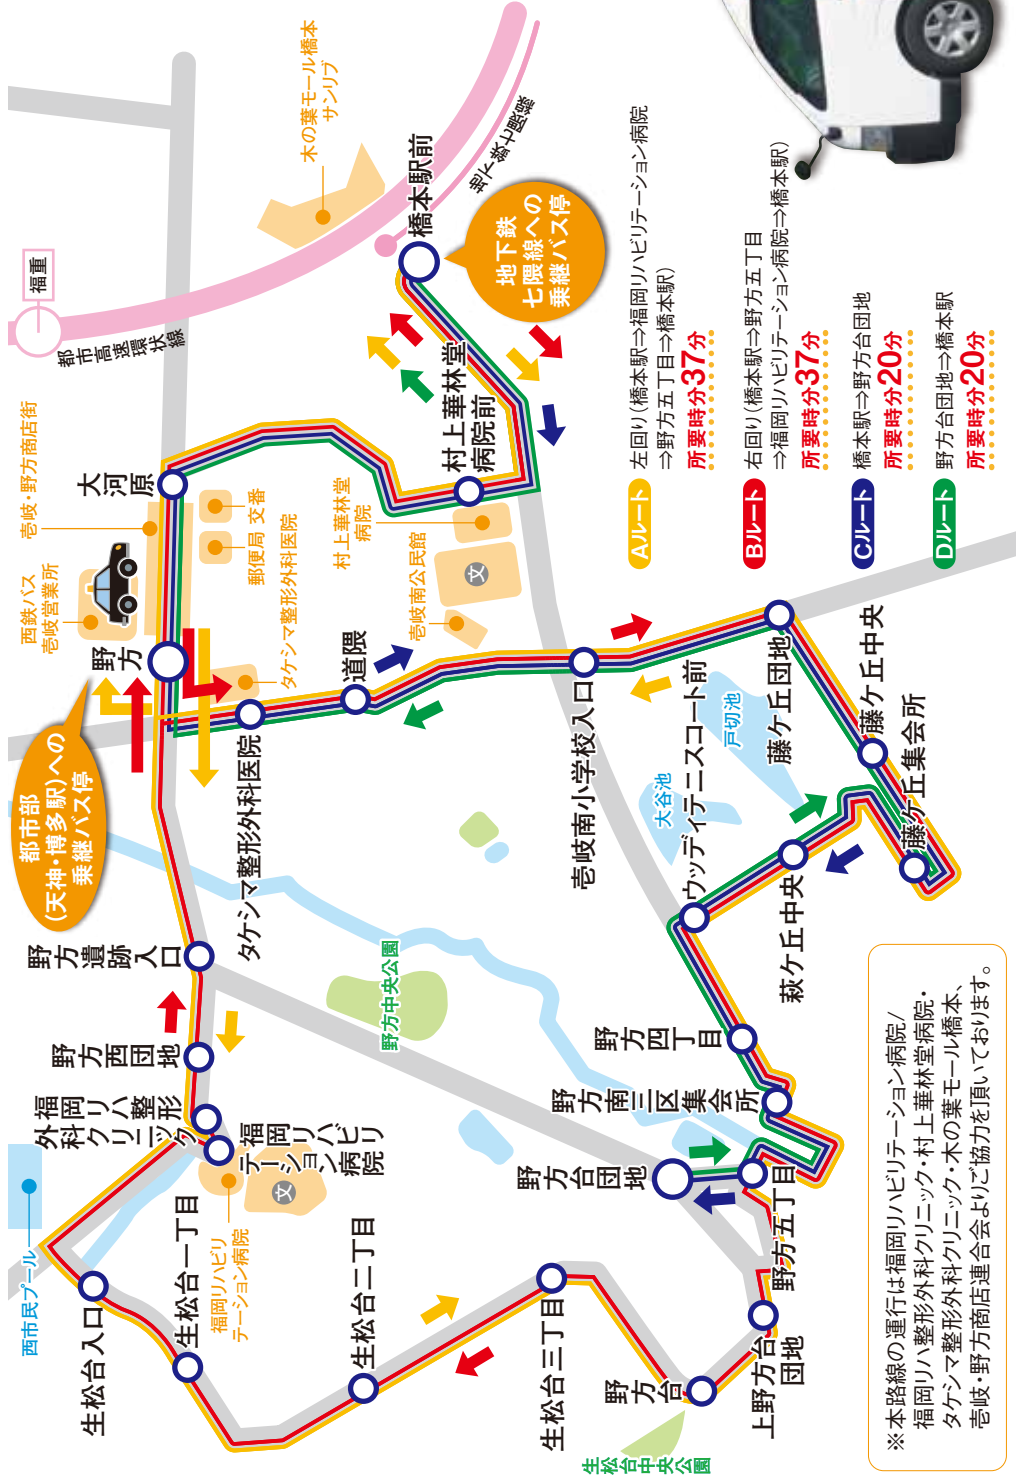 福重
都市高速環状線
木の葉モール橋本
サンリブ
地下鉄七隈線
橋本駅前
地下鉄
七隈線への
乗継バス停
村上華林堂
病院前
大河原
壱岐・野方商店街
西鉄バス
壱岐営業所
郵便局
交番
村上華林堂
病院
壱岐南公民館
文
タケシマ整形外科医院
野方
道隈
タケシマ整形外科医院
都市部
(天神・博多駅)への
乗継バス停
壱岐南小学校入口
藤ケ丘団地
藤ケ丘中央
藤ケ丘集会所
戸切池
大谷池
ウッディテニスコート前
萩ケ丘中央
野方遺跡入口
野方中央公園
野方西団地
野方四丁目
野方南三区集会所
福岡リハ整形
外科クリニック
福岡リハビリ
テーション病院
文
野方台団地
野方五丁目
西市民プール
福岡リハビリ
テーション病院
生松台入口
生松台一丁目
生松台二丁目
生松台三丁目
野方台
上野方台
団地
生松台中央公園
Aルート
左回り(橋本駅⇒福岡リハビリテーション病院
⇒野方五丁目⇒橋本駅)
所要時分37分
Bルート
右回り(橋本駅⇒野方五丁目
⇒福岡リハビリテーション病院⇒橋本駅)
所要時分37分
Cルート
橋本駅⇒野方台団地
所要時分20分
Dルート
野方台団地⇒橋本駅
所要時分20分
※本路線の運行は福岡リハビリテーション病院/
福岡リハ整形外科クリニック・村上華林堂病院・
タケシマ整形外科クリニック・木の葉モール橋本、
壱岐・野方商店連合会よりご協力を頂いております。